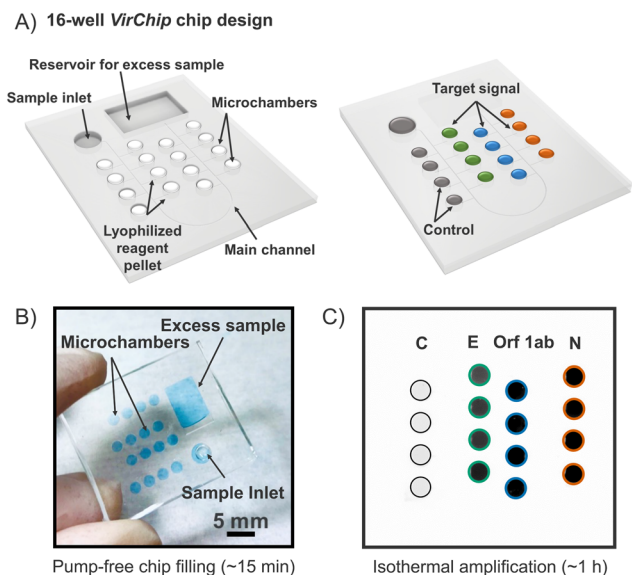 A) 16-well VirChip chip design
Reservoir for excess sample
Sample inlet
Microchambers
Lyophilized
reagent
pellet
Main channel
Target signal
Control
B)
Excess sample
Microchambers
Sample Inlet
5 mm
Pump-free chip filling (~15 min)
C)
C E Orf 1ab N
Isothermal amplification (~1 h)